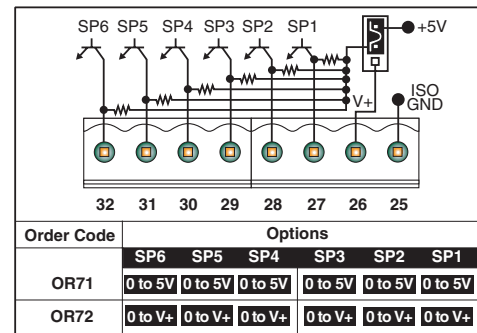 SP6 SP5 SP4 SP3 SP2 SP1
+5V
V+
ISO
GND
32 31 30 29 28 27 26 25
Order Code Options
SP6 SP5 SP4 SP3 SP2 SP1
OR71 0 to 5V 0 to 5V 0 to 5V 0 to 5V 0 to 5V 0 to 5V
OR72 0 to V+ 0 to V+ 0 to V+ 0 to V+ 0 to V+ 0 to V+